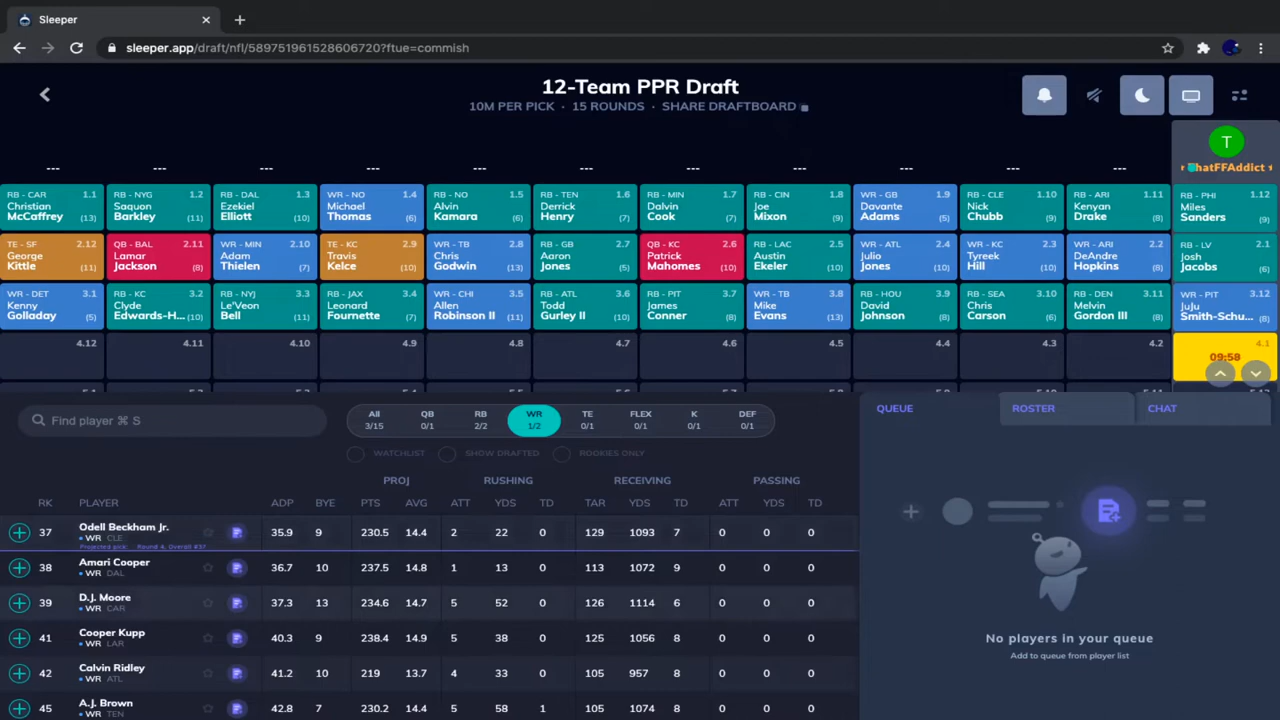 Sleeper
sleeper.app/draft/nfl/589751961528606720?ftue=commish
12-Team PPR Draft
10M PER PICK · 15 ROUNDS · SHARE DRAFTBOARD
T
--- --- --- --- --- --- --- --- --- --- --- hatFFAddict
RB - CAR 1.1 RB - NYG 1.2 RB - DAL 1.3 WR - NO 1.4 RB - NO 1.5 RB - TEN 1.6 RB - MIN 1.7 RB - CIN 1.8 WR - GB 1.9 RB - CLE 1.10 RB - ARI 1.11 RB - PHI 1.12
Christian Saquon Ezekiel Michael Alvin Derrick Dalvin Joe Davante Nick Kenyan Miles
McCaffrey (13) Barkley (11) Elliott (10) Thomas (6) Kamara (6) Henry (7) Cook (7) Mixon (9) Adams (5) Chubb (9) Drake (8) Sanders (9)
TE - SF 2.12 QB - BAL 2.11 WR - MIN 2.10 TE - KC 2.9 WR - TB 2.8 RB - GB 2.7 QB - KC 2.6 RB - LAC 2.5 WR - ATL 2.4 WR - KC 2.3 WR - ARI 2.2 RB - LV 2.1
George Lamar Adam Travis Chris Aaron Patrick Austin Julio Tyreek DeAndre Josh
Kittle (11) Jackson (8) Thielen (7) Kelce (10) Godwin (13) Jones (5) Mahomes (10) Ekeler (10) Jones (10) Hill (10) Hopkins (8) Jacobs (6)
WR - DET 3.1 RB - KC 3.2 RB - NYJ 3.3 RB - JAX 3.4 WR - CHI 3.5 RB - ATL 3.6 RB - PIT 3.7 WR - TB 3.8 RB - HOU 3.9 RB - SEA 3.10 RB - DEN 3.11 WR - PIT 3.12
Kenny Clyde Le'Veon Leonard Allen Todd James Mike David Chris Melvin JuJu
Golladay (5) Edwards-H... (10) Bell (11) Fournette (7) Robinson II (11) Gurley II (10) Conner (8) Evans (13) Johnson (8) Carson (6) Gordon III (8) Smith-Schu... (8)
4.12 4.11 4.10 4.9 4.8 4.7 4.6 4.5 4.4 4.3 4.2 4.1
09:58
Find player ⌘ S
All QB RB WR TE FLEX K DEF
3/15 0/1 2/2 1/2 0/1 0/1 0/1 0/1
QUEUE ROSTER CHAT
WATCHLIST SHOW DRAFTED ROOKIES ONLY
PROJ RUSHING RECEIVING PASSING
RK PLAYER ADP BYE PTS AVG ATT YDS TD TAR YDS TD ATT YDS TD
37 Odell Beckham Jr. 35.9 9 230.5 14.4 2 22 0 129 1093 7 0 0 0
WR CLE
Projected pick: Round 4, Overall #37
38 Amari Cooper 36.7 10 237.5 14.8 1 13 0 113 1072 9 0 0 0
WR DAL
39 D.J. Moore 37.3 13 234.6 14.7 5 52 0 126 1114 6 0 0 0
WR CAR
41 Cooper Kupp 40.3 9 238.4 14.9 5 38 0 125 1056 8 0 0 0
WR LAR
42 Calvin Ridley 41.2 10 219 13.7 4 33 0 105 957 8 0 0 0
WR ATL
45 A.J. Brown 42.8 7 230.2 14.4 5 58 1 105 1074 8 0 0 0
WR TEN
No players in your queue
Add to queue from player list